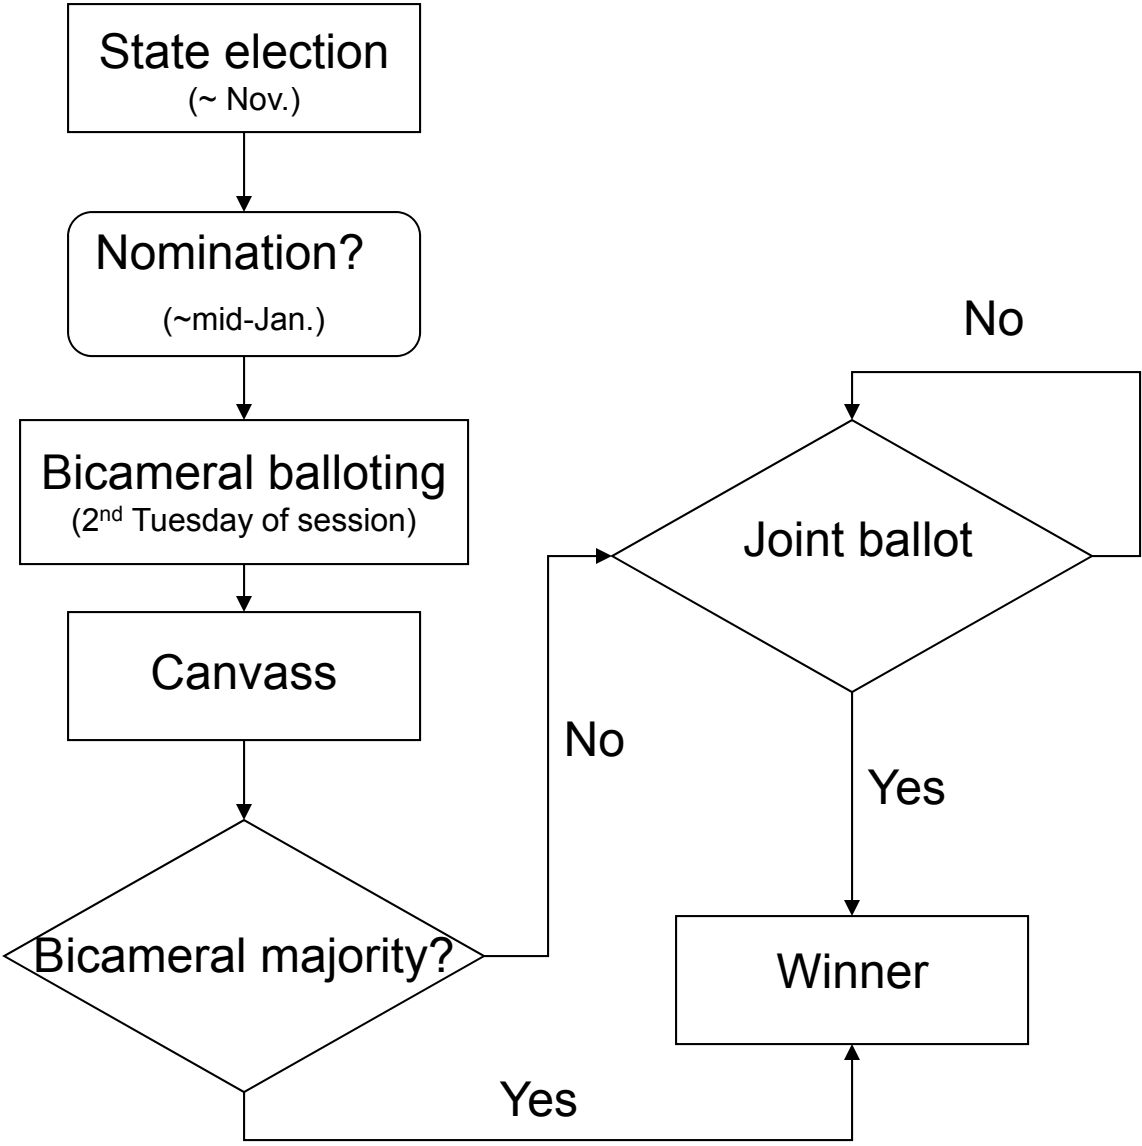 State election
(~ Nov.)
Nomination?
(~mid-Jan.)
Bicameral balloting
(2nd Tuesday of session)
Canvass
Bicameral majority?
No
Yes
No
Joint ballot
Yes
Winner